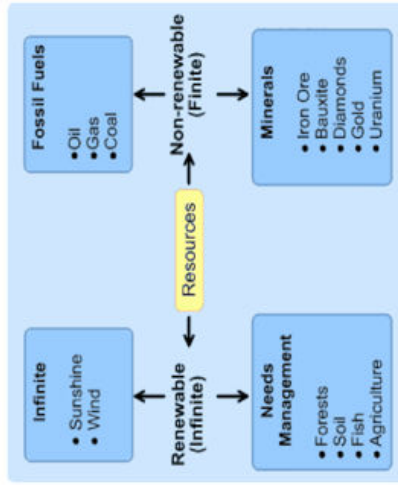 Infinite
• Sunshine
• Wind
Fossil Fuels
• Oil
• Gas
• Coal
Renewable
(Infinite)
Resources
Non-renewable
(Finite)
Needs
Management
• Forests
• Soil
• Fish
• Agriculture
Minerals
• Iron Ore
• Bauxite
• Diamonds
• Gold
• Uranium